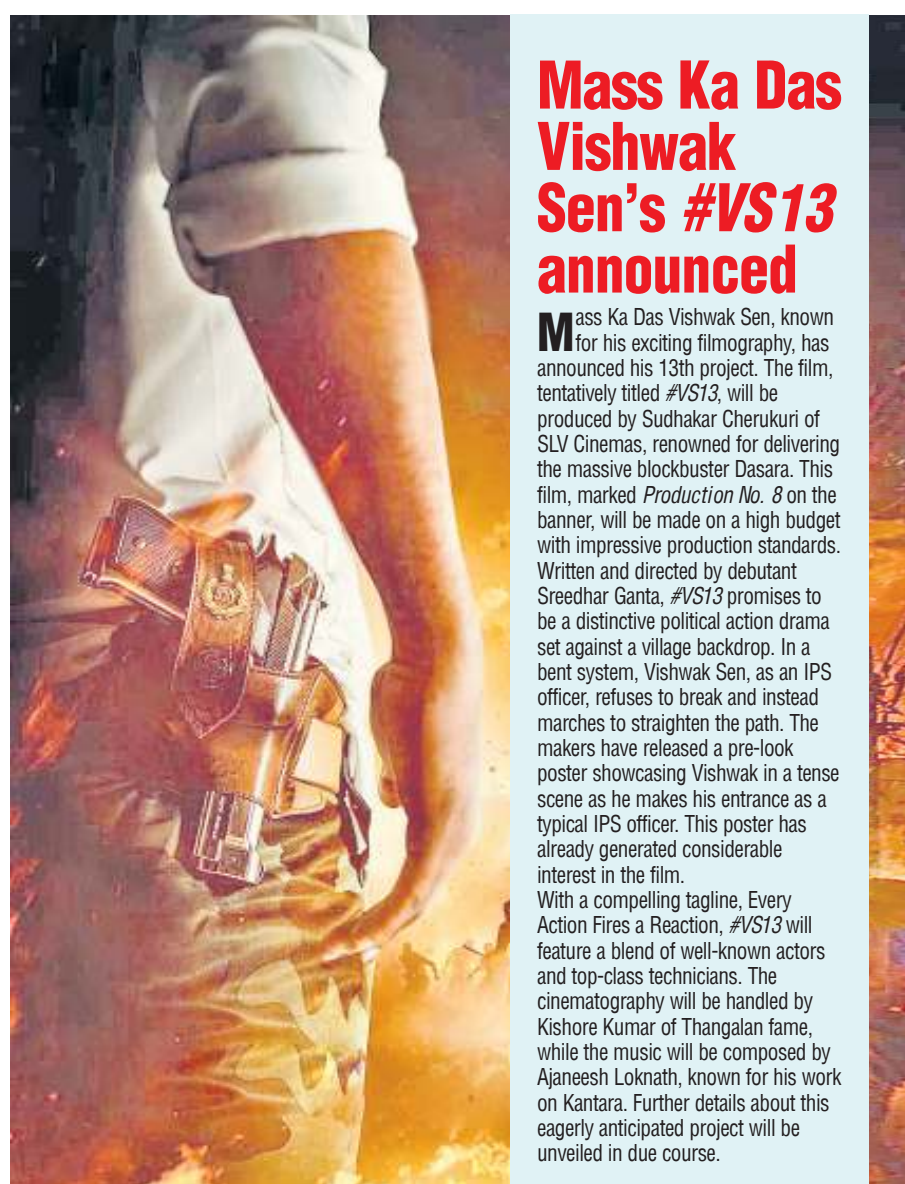 Mass Ka Das
Vishwak
Sen's #VS13
announced
Mass Ka Das Vishwak Sen, known
for his exciting filmography, has
announced his 13th project. The film,
tentatively titled #VS13, will be
produced by Sudhakar Cherukuri of
SLV Cinemas, renowned for delivering
the massive blockbuster Dasara. This
film, marked Production No. 8 on the
banner, will be made on a high budget
with impressive production standards.
Written and directed by debutant
Sreedhar Ganta, #VS13 promises to
be a distinctive political action drama
set against a village backdrop. In a
bent system, Vishwak Sen, as an IPS
officer, refuses to break and instead
marches to straighten the path. The
makers have released a pre-look
poster showcasing Vishwak in a tense
scene as he makes his entrance as a
typical IPS officer. This poster has
already generated considerable
interest in the film.
With a compelling tagline, Every
Action Fires a Reaction, #VS13 will
feature a blend of well-known actors
and top-class technicians. The
cinematography will be handled by
Kishore Kumar of Thangalan fame,
while the music will be composed by
Ajaneesh Loknath, known for his work
on Kantara. Further details about this
eagerly anticipated project will be
unveiled in due course.